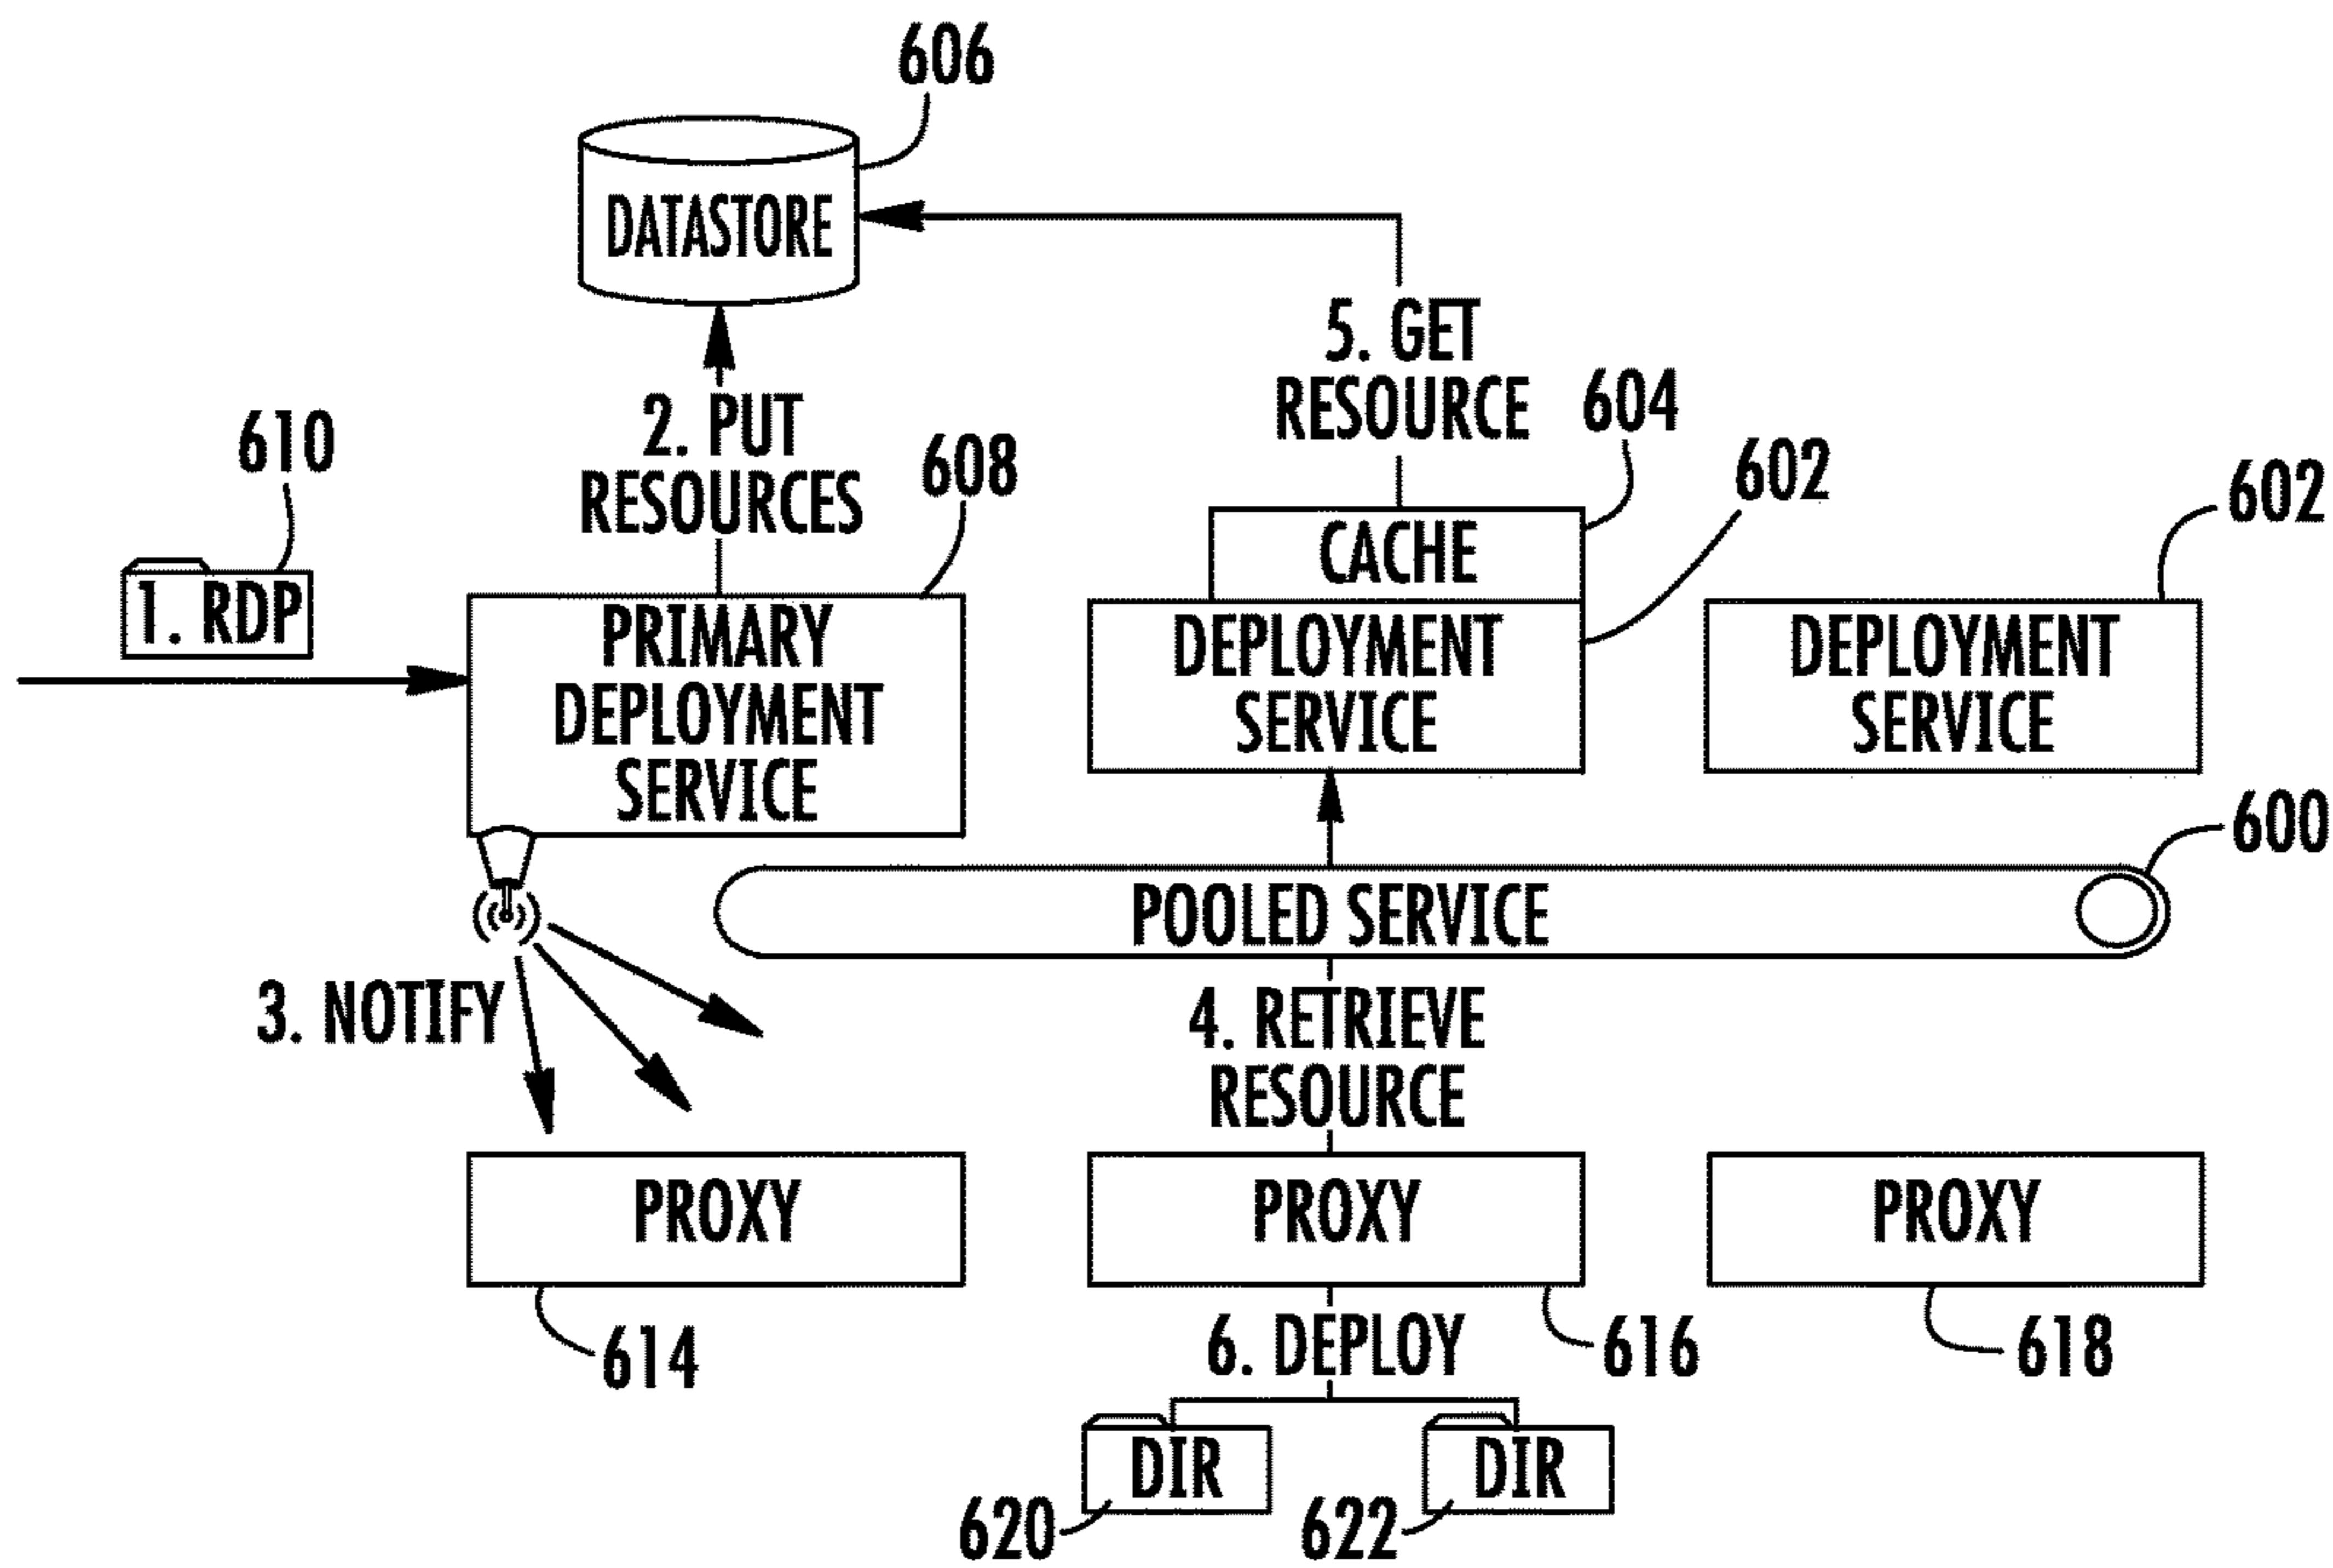 606
DATASTORE
5. GET
RESOURCE
604
602
602
610
2. PUT
RESOURCES
608
1. RDP
CACHE
PRIMARY
DEPLOYMENT
SERVICE
DEPLOYMENT
SERVICE
DEPLOYMENT
SERVICE
600
POOLED SERVICE
3. NOTIFY
4. RETRIEVE
RESOURCE
PROXY
PROXY
PROXY
614
6. DEPLOY
616
618
DIR
DIR
620
622